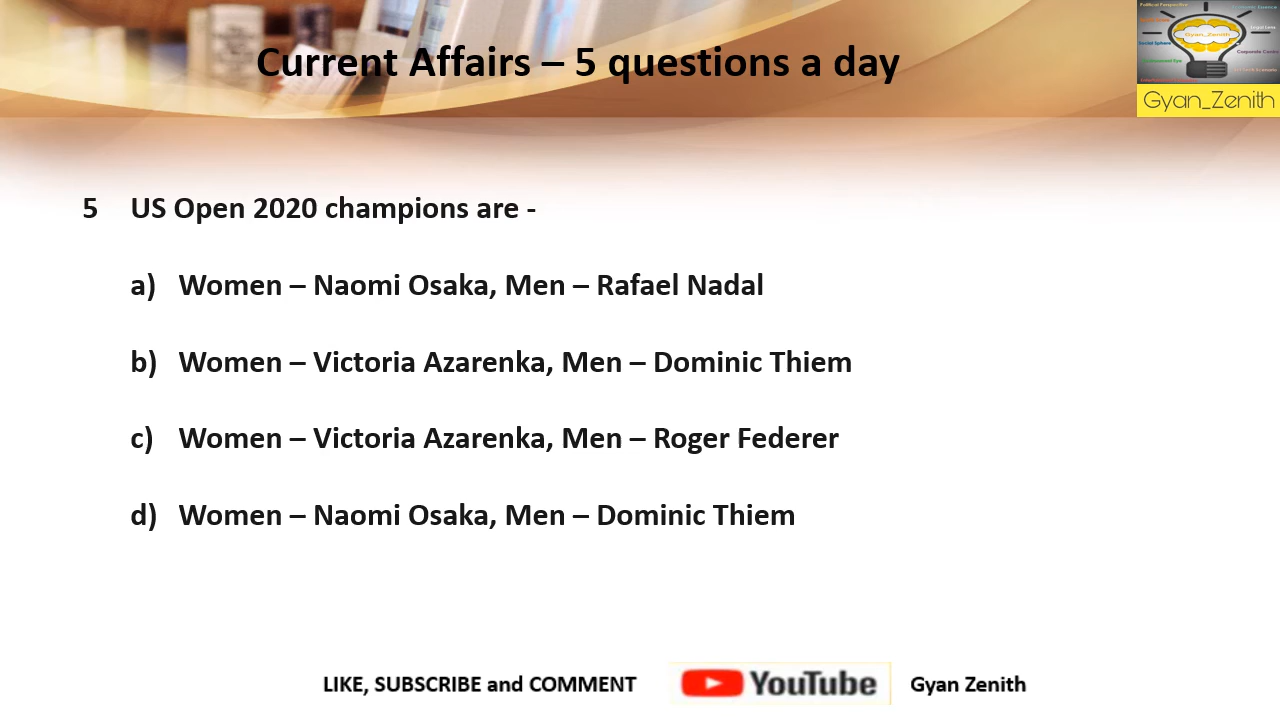 Current Affairs – 5 questions a day
Gyan_Zenith
Gyan_Zenith
5 US Open 2020 champions are -
a) Women – Naomi Osaka, Men – Rafael Nadal
b) Women – Victoria Azarenka, Men – Dominic Thiem
c) Women – Victoria Azarenka, Men – Roger Federer
d) Women – Naomi Osaka, Men – Dominic Thiem
LIKE, SUBSCRIBE and COMMENT YouTube Gyan Zenith